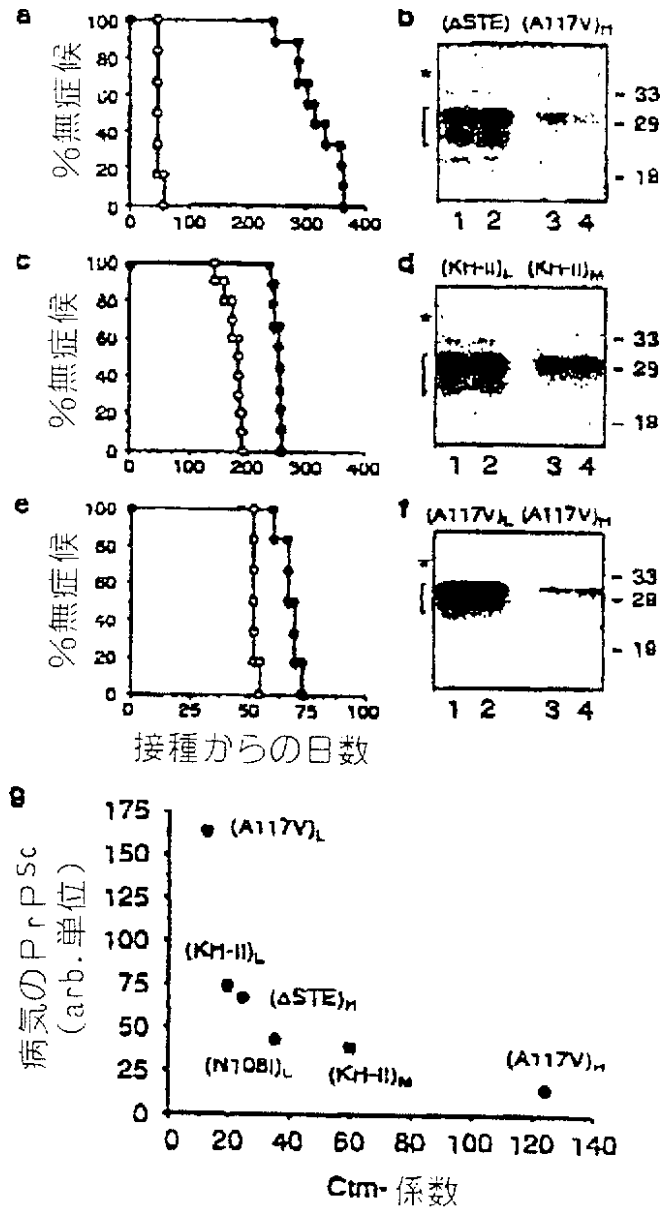 a
%無症候
100
80
60
40
20
0
0 100 200 300 400
b
(ΔSTE) (A117V)H
*
- 33
- 29
- 18
1 2 3 4
c
%無症候
100
80
60
40
20
0
0 100 200 300 400
d
(KH-II)L (KH-II)M
*
- 33
- 29
- 18
1 2 3 4
e
%無症候
100
80
60
40
20
0
0 25 50 75 100
接種からの日数
f
(A117V)L (A117V)H
*
- 33
- 28
- 18
1 2 3 4
g
病気のPrPSc
(arb.単位)
175
150
125
100
75
50
25
0
(A117V)L
(KH-II)L
(ΔSTE)H
(N108I)L
(KH-II)M
(A117V)H
0 20 40 60 80 100 120 140
Ctm-係数